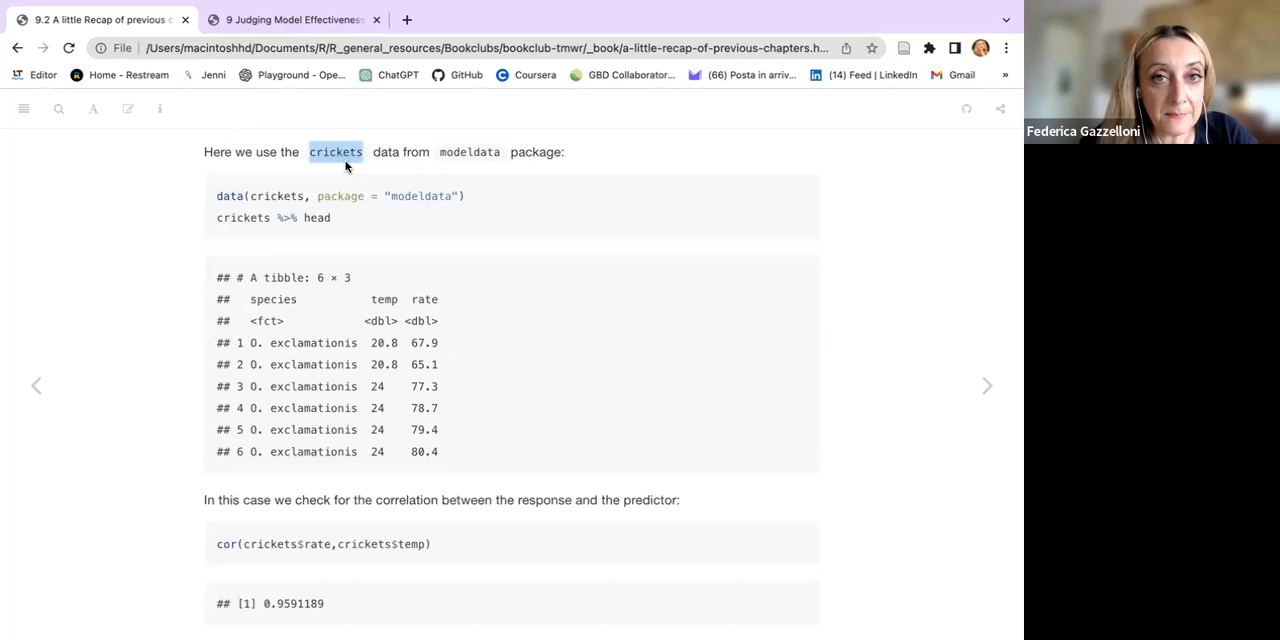 9.2 A little Recap of previous c
9 Judging Model Effectiveness
File
/Users/macintoshhd/Documents/R/R_general_resources/Bookclubs/bookclub-tmwr/_book/a-little-recap-of-previous-chapters.h...
LT Editor
Home - Restream
Jenni
Playground - Ope...
ChatGPT
GitHub
Coursera
GBD Collaborator...
(66) Posta in arriv...
(14) Feed | LinkedIn
Gmail
»
Federica Gazzelloni
Here we use the crickets data from modeldata package:
data(crickets, package = "modeldata")
crickets %>% head
## # A tibble: 6 × 3
##   species          temp  rate
##   <fct>           <dbl> <dbl>
## 1 O. exclamationis  20.8  67.9
## 2 O. exclamationis  20.8  65.1
## 3 O. exclamationis  24    77.3
## 4 O. exclamationis  24    78.7
## 5 O. exclamationis  24    79.4
## 6 O. exclamationis  24    80.4
In this case we check for the correlation between the response and the predictor:
cor(crickets$rate,crickets$temp)
## [1] 0.9591189